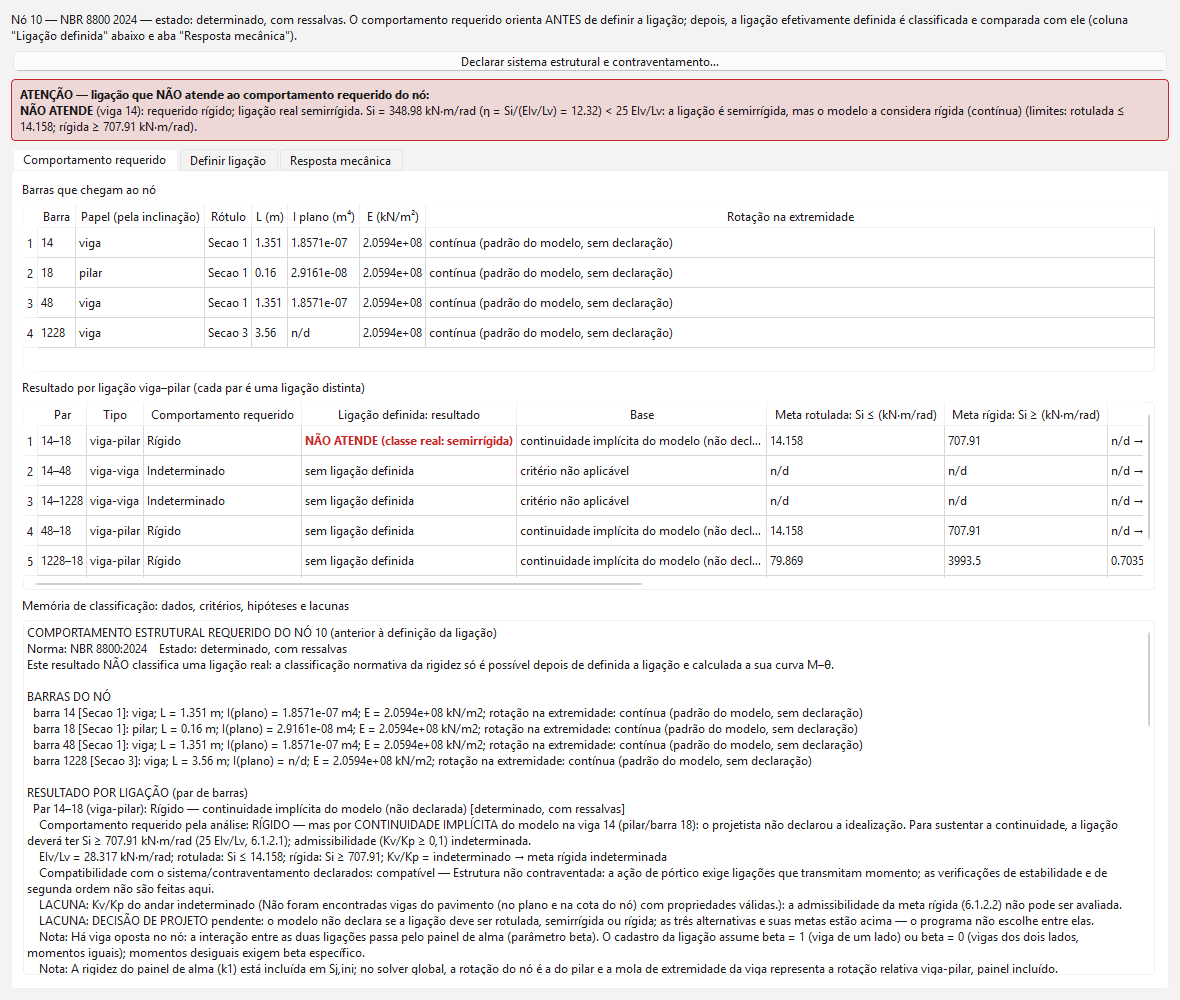 Nó 10 — NBR 8800 2024 — estado: determinado, com ressalvas. O comportamento requerido orienta ANTES de definir a ligação; depois, a ligação efetivamente definida é classificada e comparada com ele (coluna
"Ligação definida" abaixo e aba "Resposta mecânica").
Declarar sistema estrutural e contraventamento...
ATENÇÃO — ligação que NÃO atende ao comportamento requerido do nó:
NÃO ATENDE (viga 14): requerido rígido; ligação real semirrígida. Si = 348.98 kN·m/rad (η = Si/(EIv/Lv) = 12.32) < 25 EIv/Lv: a ligação é semirrígida, mas o modelo a considera rígida (contínua) (limites: rotulada ≤
14.158; rígida ≥ 707.91 kN·m/rad).
Comportamento requerido Definir ligação Resposta mecânica
Barras que chegam ao nó
Barra Papel (pela inclinação) Rótulo L (m) I plano (m⁴) E (kN/m²) Rotação na extremidade
1 14 viga Secao 1 1.351 1.8571e-07 2.0594e+08 contínua (padrão do modelo, sem declaração)
2 18 pilar Secao 1 0.16 2.9161e-08 2.0594e+08 contínua (padrão do modelo, sem declaração)
3 48 viga Secao 1 1.351 1.8571e-07 2.0594e+08 contínua (padrão do modelo, sem declaração)
4 1228 viga Secao 3 3.56 n/d 2.0594e+08 contínua (padrão do modelo, sem declaração)
Resultado por ligação viga–pilar (cada par é uma ligação distinta)
Par Tipo Comportamento requerido Ligação definida: resultado Base Meta rotulada: Si ≤ (kN·m/rad) Meta rígida: Si ≥ (kN·m/rad)
1 14–18 viga-pilar Rígido NÃO ATENDE (classe real: semirrígida) continuidade implícita do modelo (não decl... 14.158 707.91 n/d →
2 14–48 viga-viga Indeterminado sem ligação definida critério não aplicável n/d n/d n/d →
3 14–1228 viga-viga Indeterminado sem ligação definida critério não aplicável n/d n/d n/d →
4 48–18 viga-pilar Rígido sem ligação definida continuidade implícita do modelo (não decl... 14.158 707.91 n/d →
5 1228–18 viga-pilar Rígido sem ligação definida continuidade implícita do modelo (não decl... 79.869 3993.5 0.7035
Memória de classificação: dados, critérios, hipóteses e lacunas
COMPORTAMENTO ESTRUTURAL REQUERIDO DO NÓ 10 (anterior à definição da ligação)
Norma: NBR 8800:2024 Estado: determinado, com ressalvas
Este resultado NÃO classifica uma ligação real: a classificação normativa da rigidez só é possível depois de definida a ligação e calculada a sua curva M–θ.
BARRAS DO NÓ
barra 14 [Secao 1]: viga; L = 1.351 m; I(plano) = 1.8571e-07 m4; E = 2.0594e+08 kN/m2; rotação na extremidade: contínua (padrão do modelo, sem declaração)
barra 18 [Secao 1]: pilar; L = 0.16 m; I(plano) = 2.9161e-08 m4; E = 2.0594e+08 kN/m2; rotação na extremidade: contínua (padrão do modelo, sem declaração)
barra 48 [Secao 1]: viga; L = 1.351 m; I(plano) = 1.8571e-07 m4; E = 2.0594e+08 kN/m2; rotação na extremidade: contínua (padrão do modelo, sem declaração)
barra 1228 [Secao 3]: viga; L = 3.56 m; I(plano) = n/d; E = 2.0594e+08 kN/m2; rotação na extremidade: contínua (padrão do modelo, sem declaração)
RESULTADO POR LIGAÇÃO (par de barras)
Par 14–18 (viga-pilar): Rígido — continuidade implícita do modelo (não declarada) [determinado, com ressalvas]
Comportamento requerido pela análise: RÍGIDO — mas por CONTINUIDADE IMPLÍCITA do modelo na viga 14 (pilar/barra 18): o projetista não declarou a idealização. Para sustentar a continuidade, a ligação
deverá ter Si ≥ 707.91 kN·m/rad (25 EIv/Lv, 6.1.2.1); admissibilidade (Kv/Kp ≥ 0,1) indeterminada.
EIv/Lv = 28.317 kN·m/rad; rotulada: Si ≤ 14.158; rígida: Si ≥ 707.91; Kv/Kp = indeterminado → meta rígida indeterminada
Compatibilidade com o sistema/contraventamento declarados: compatível — Estrutura não contraventada: a ação de pórtico exige ligações que transmitam momento; as verificações de estabilidade e de
segunda ordem não são feitas aqui.
LACUNA: Kv/Kp do andar indeterminado (Não foram encontradas vigas do pavimento (no plano e na cota do nó) com propriedades válidas.): a admissibilidade da meta rígida (6.1.2.2) não pode ser avaliada.
LACUNA: DECISÃO DE PROJETO pendente: o modelo não declara se a ligação deve ser rotulada, semirrígida ou rígida; as três alternativas e suas metas estão acima — o programa não escolhe entre elas.
Nota: Há viga oposta no nó: a interação entre as duas ligações passa pelo painel de alma (parâmetro beta). O cadastro da ligação assume beta = 1 (viga de um lado) ou beta = 0 (vigas dos dois lados,
momentos iguais); momentos desiguais exigem beta específico.
Nota: A rigidez do painel de alma (k1) está incluída em Sj,ini; no solver global, a rotação do nó é a do pilar e a mola de extremidade da viga representa a rotação relativa viga-pilar, painel incluído.